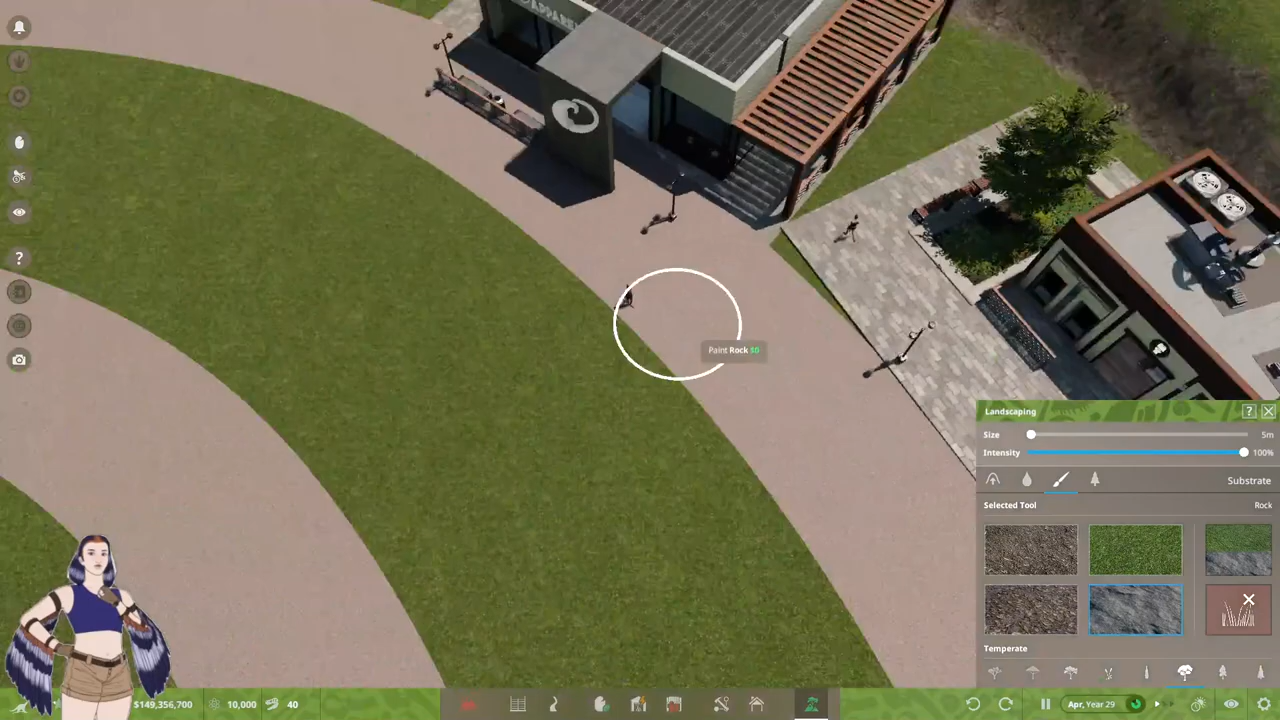 APPAREL
Paint Rock $0
Landscaping
?
Size
5m
Intensity
100%
Substrate
Selected Tool
Rock
Temperate
?
$149,356,700
10,000
40
Apr, Year 29